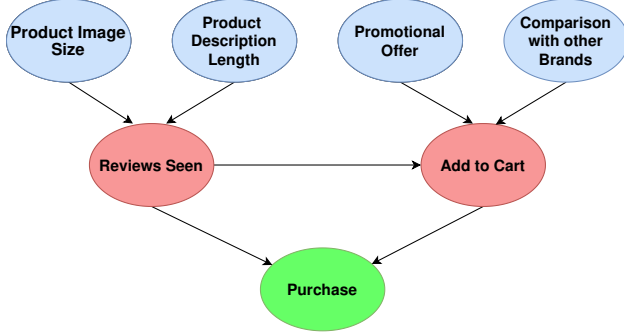 Product Image
Size
Product
Description
Length
Promotional
Offer
Comparison
with other
Brands
Reviews Seen
Add to Cart
Purchase